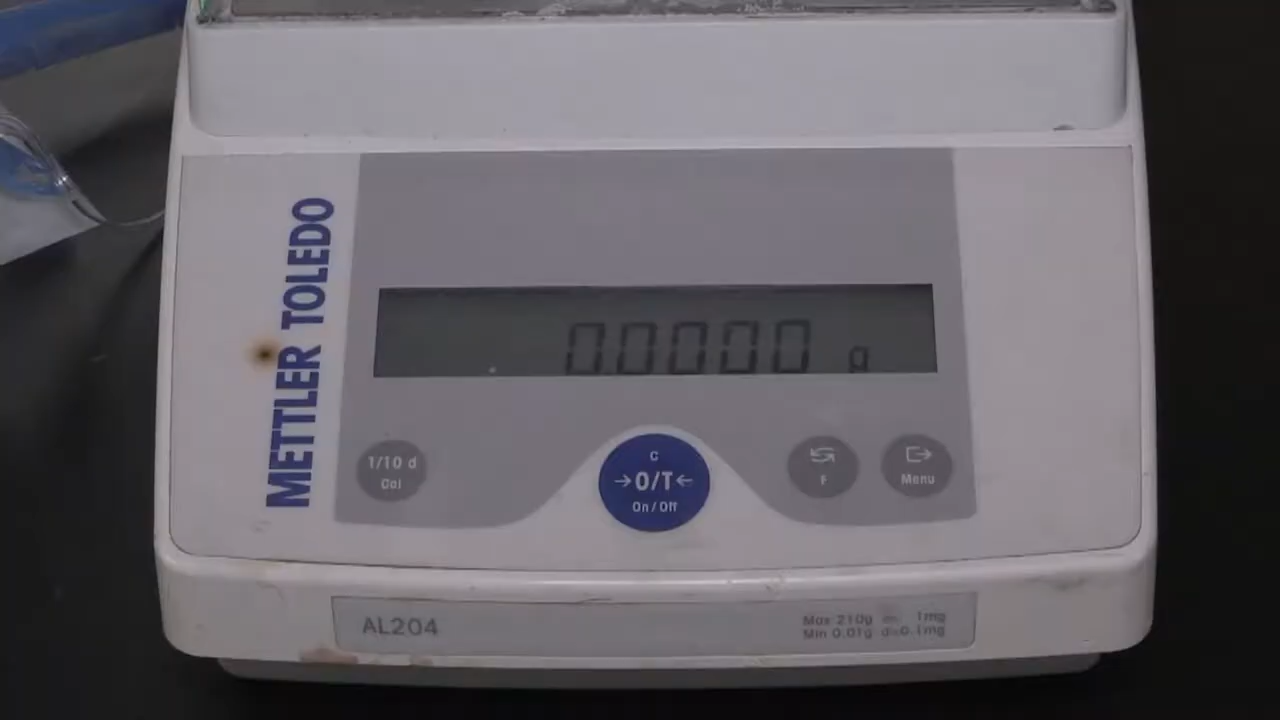 METTLER TOLEDO
0.0000 g
1/10 d
Cal
C
→0/T←
On/Off
F
Menu
AL204
Max 210g e= 1mg
Min 0.01g d=0.1mg